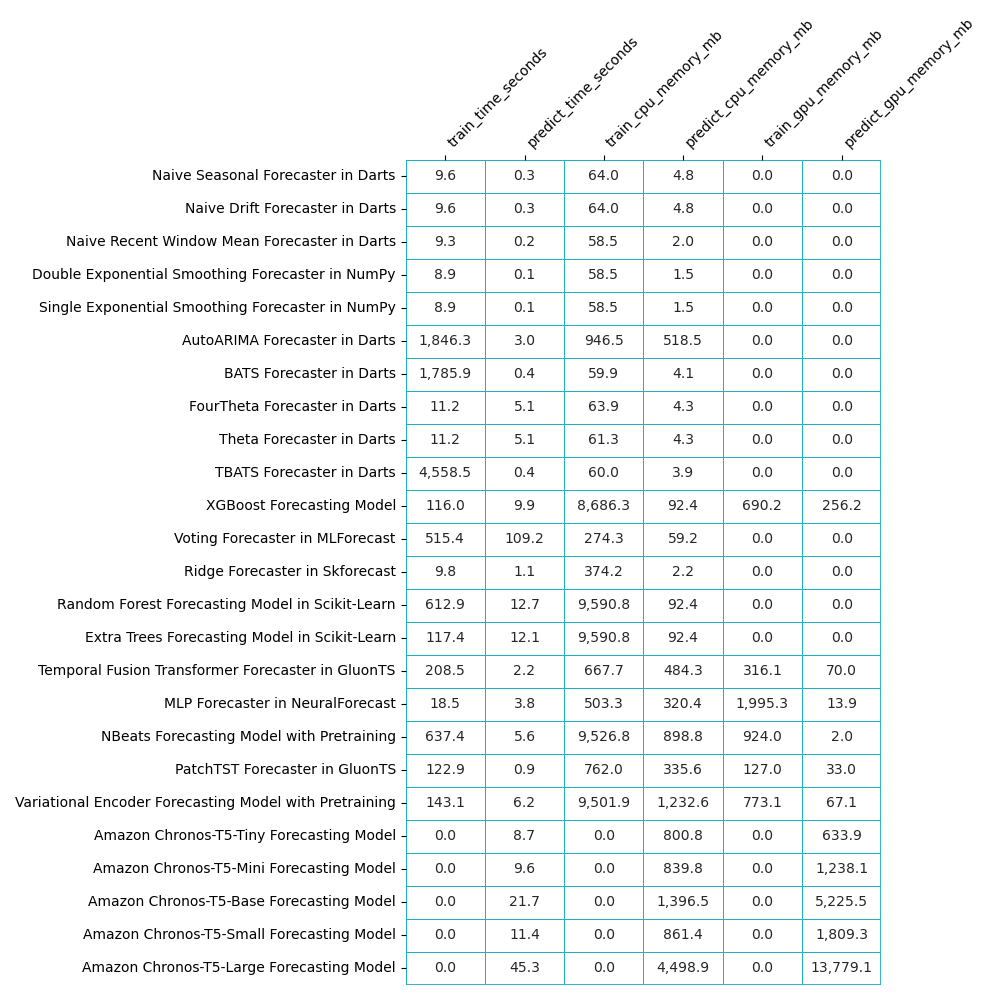 train_time_seconds predict_time_seconds train_cpu_memory_mb predict_cpu_memory_mb train_gpu_memory_mb predict_gpu_memory_mb
Naive Seasonal Forecaster in Darts 9.6 0.3 64.0 4.8 0.0 0.0
Naive Drift Forecaster in Darts 9.6 0.3 64.0 4.8 0.0 0.0
Naive Recent Window Mean Forecaster in Darts 9.3 0.2 58.5 2.0 0.0 0.0
Double Exponential Smoothing Forecaster in NumPy 8.9 0.1 58.5 1.5 0.0 0.0
Single Exponential Smoothing Forecaster in NumPy 8.9 0.1 58.5 1.5 0.0 0.0
AutoARIMA Forecaster in Darts 1,846.3 3.0 946.5 518.5 0.0 0.0
BATS Forecaster in Darts 1,785.9 0.4 59.9 4.1 0.0 0.0
FourTheta Forecaster in Darts 11.2 5.1 63.9 4.3 0.0 0.0
Theta Forecaster in Darts 11.2 5.1 61.3 4.3 0.0 0.0
TBATS Forecaster in Darts 4,558.5 0.4 60.0 3.9 0.0 0.0
XGBoost Forecasting Model 116.0 9.9 8,686.3 92.4 690.2 256.2
Voting Forecaster in MLForecast 515.4 109.2 274.3 59.2 0.0 0.0
Ridge Forecaster in Skforecast 9.8 1.1 374.2 2.2 0.0 0.0
Random Forest Forecasting Model in Scikit-Learn 612.9 12.7 9,590.8 92.4 0.0 0.0
Extra Trees Forecasting Model in Scikit-Learn 117.4 12.1 9,590.8 92.4 0.0 0.0
Temporal Fusion Transformer Forecaster in GluonTS 208.5 2.2 667.7 484.3 316.1 70.0
MLP Forecaster in NeuralForecast 18.5 3.8 503.3 320.4 1,995.3 13.9
NBeats Forecasting Model with Pretraining 637.4 5.6 9,526.8 898.8 924.0 2.0
PatchTST Forecaster in GluonTS 122.9 0.9 762.0 335.6 127.0 33.0
Variational Encoder Forecasting Model with Pretraining 143.1 6.2 9,501.9 1,232.6 773.1 67.1
Amazon Chronos-T5-Tiny Forecasting Model 0.0 8.7 0.0 800.8 0.0 633.9
Amazon Chronos-T5-Mini Forecasting Model 0.0 9.6 0.0 839.8 0.0 1,238.1
Amazon Chronos-T5-Base Forecasting Model 0.0 21.7 0.0 1,396.5 0.0 5,225.5
Amazon Chronos-T5-Small Forecasting Model 0.0 11.4 0.0 861.4 0.0 1,809.3
Amazon Chronos-T5-Large Forecasting Model 0.0 45.3 0.0 4,498.9 0.0 13,779.1